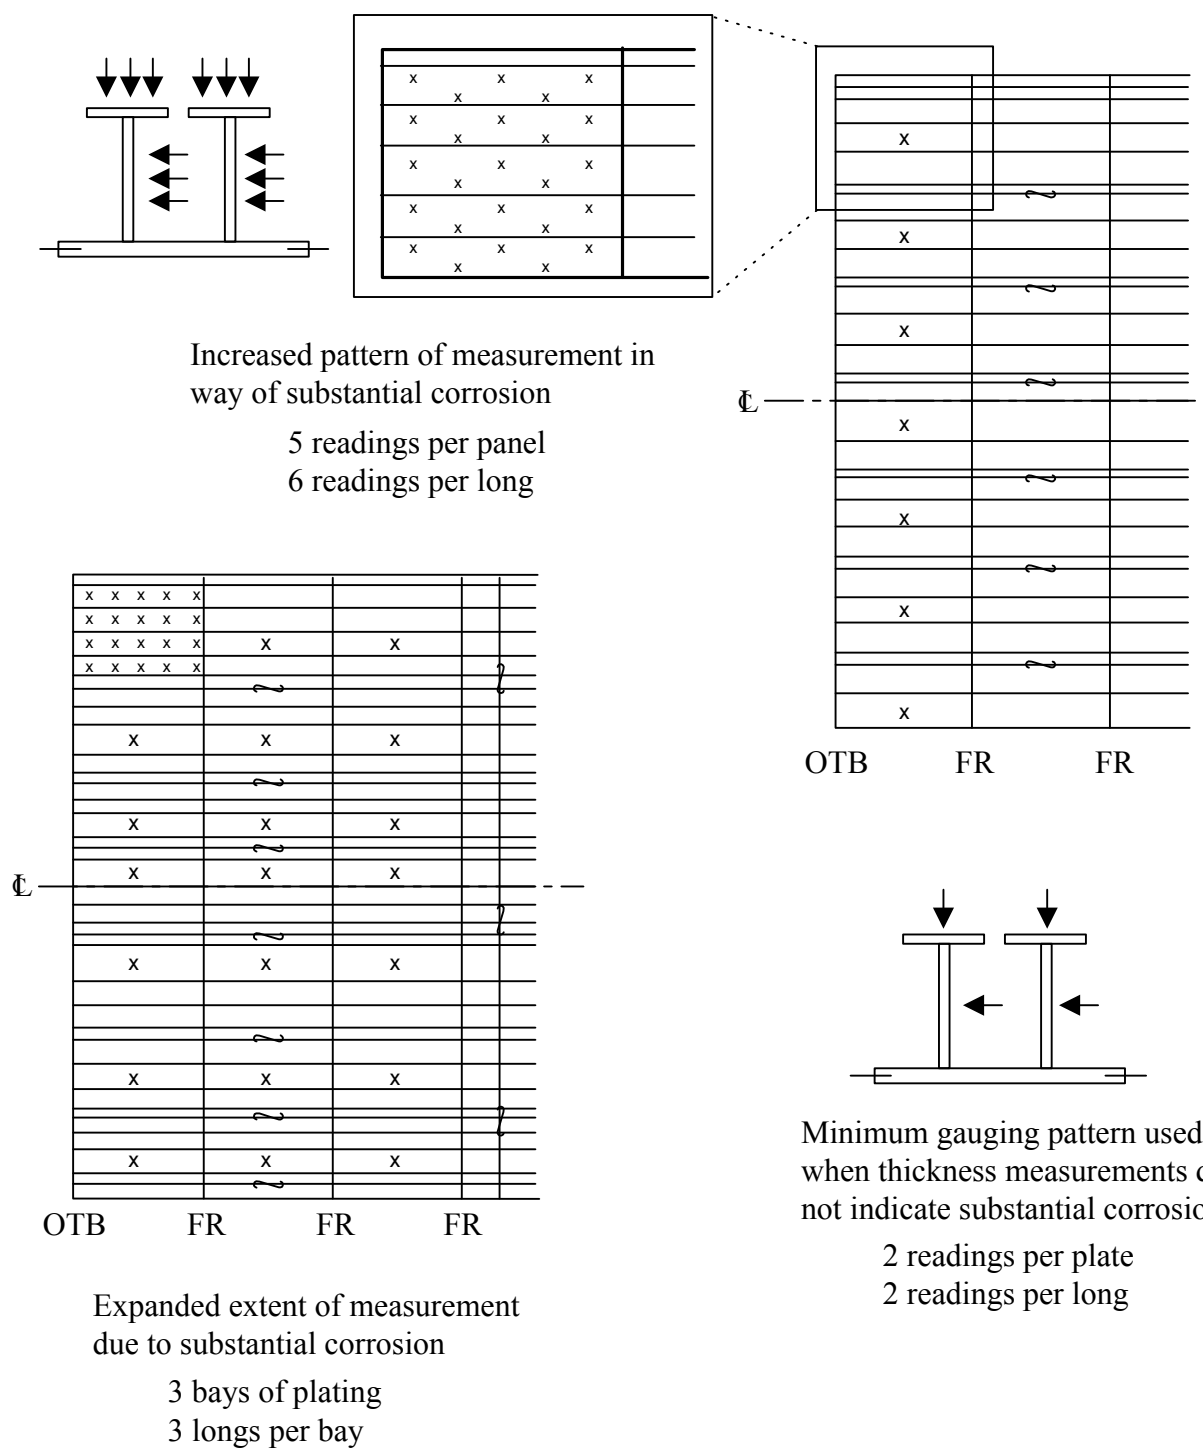 Increased pattern of measurement in
way of substantial corrosion
5 readings per panel
6 readings per long
℄
OTB FR FR
℄
OTB FR FR FR
Expanded extent of measurement
due to substantial corrosion
3 bays of plating
3 longs per bay
Minimum gauging pattern used
when thickness measurements
not indicate substantial
2 readings per plate
2 readings per long